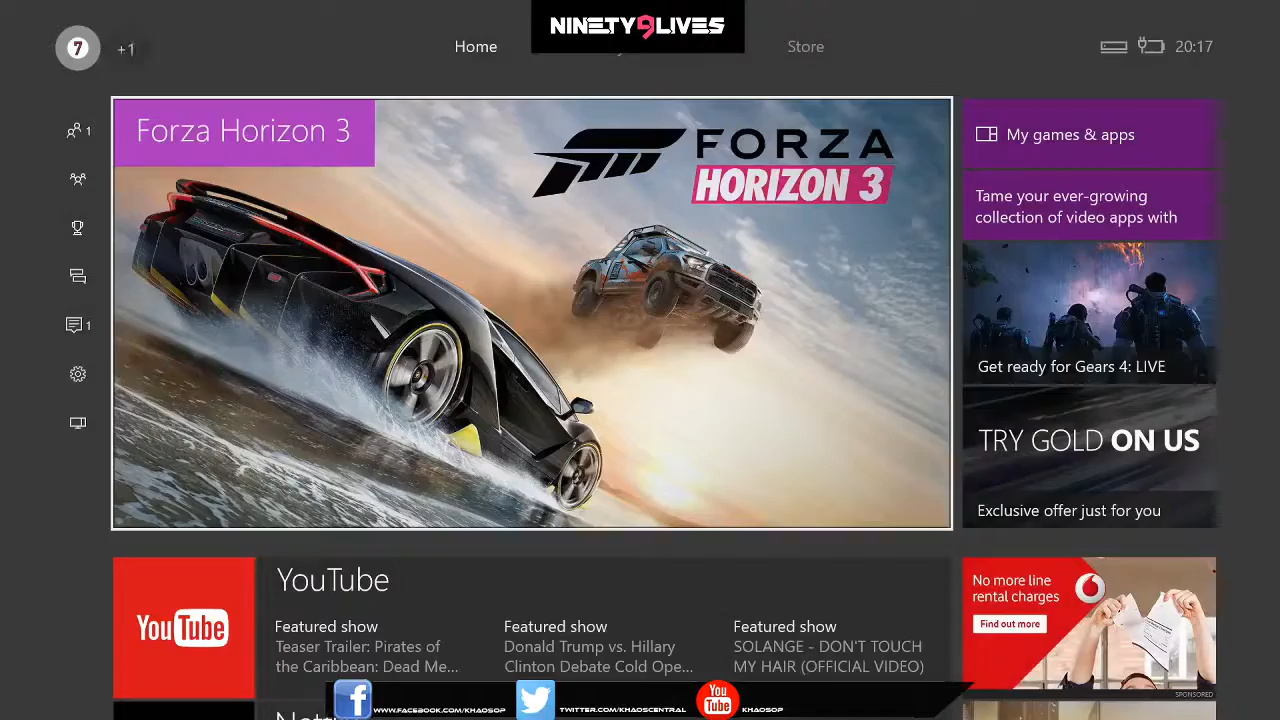 NINETY9LIVES
7
+1
Home
Store
20:17
1
1
Forza Horizon 3
FORZA
HORIZON 3
My games & apps
Tame your ever-growing
collection of video apps with
Get ready for Gears 4: LIVE
TRY GOLD ON US
Exclusive offer just for you
YouTube
YouTube
Featured show
Teaser Trailer: Pirates of
the Caribbean: Dead Me...
Featured show
Donald Trump vs. Hillary
Clinton Debate Cold Ope...
Featured show
SOLANGE - DON'T TOUCH
MY HAIR (OFFICIAL VIDEO)
No more line
rental charges
Find out more
SPONSORED
WWW.FACEBOOK.COM/KHAOSOP
TWITTER.COM/KHAOSCENTRAL
You
Tube
KHAOSOP